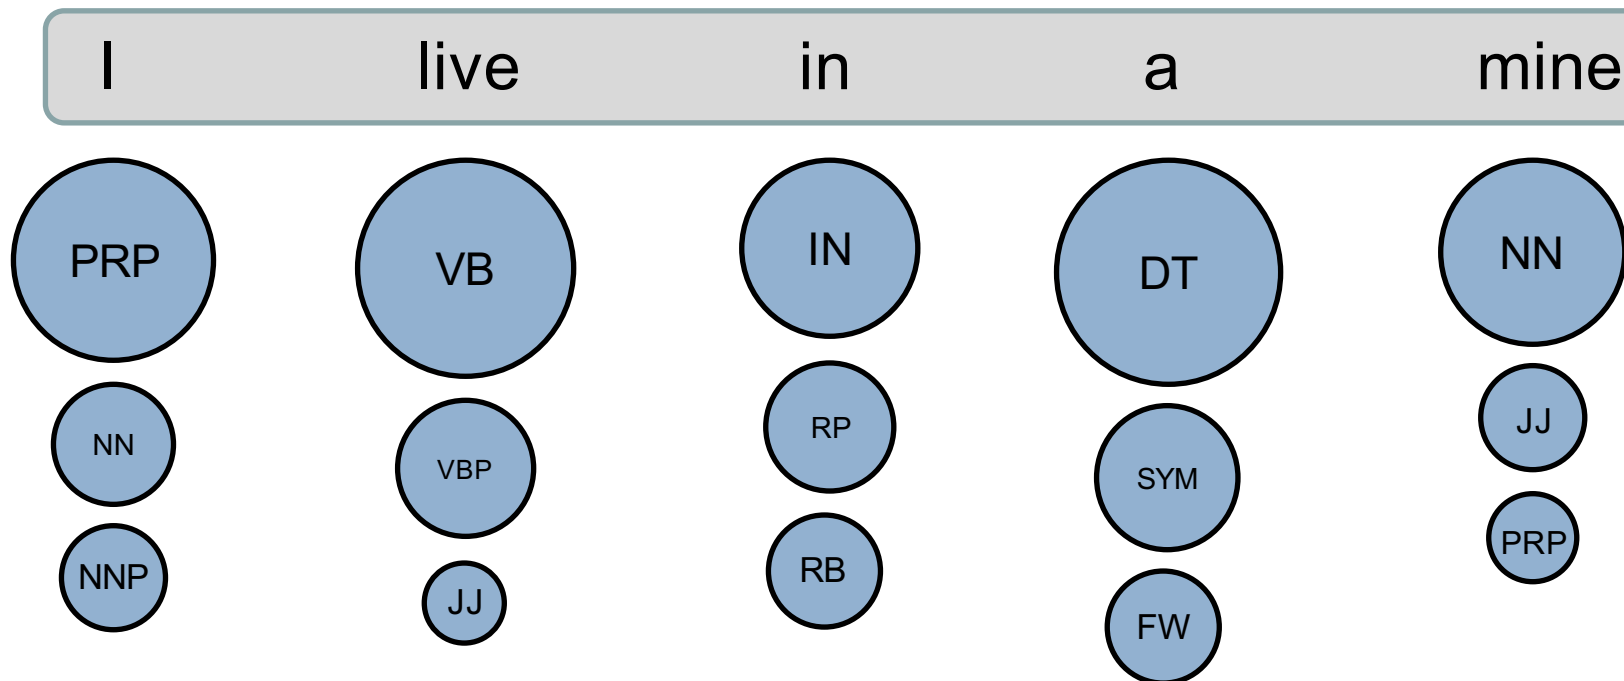 I live in a mine
PRP VB IN DT NN
NN VBP RP SYM JJ
NNP JJ RB FW PRP